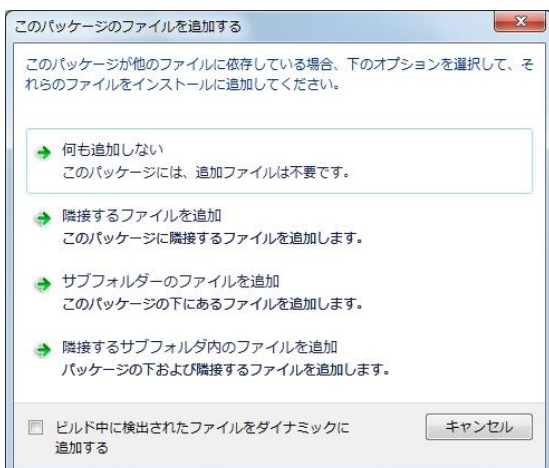 このパッケージのファイルを追加する
このパッケージが他のファイルに依存している場合、下のオプションを選択して、そ
れらのファイルをインストールに追加してください。
何も追加しない
このパッケージには、追加ファイルは不要です。
隣接するファイルを追加
このパッケージに隣接するファイルを追加します。
サブフォルダーのファイルを追加
このパッケージの下にあるファイルを追加します。
隣接するサブフォルダ内のファイルを追加
パッケージの下および隣接するファイルを追加します。
ビルド中に検出されたファイルをダイナミックに
追加する
キャンセル